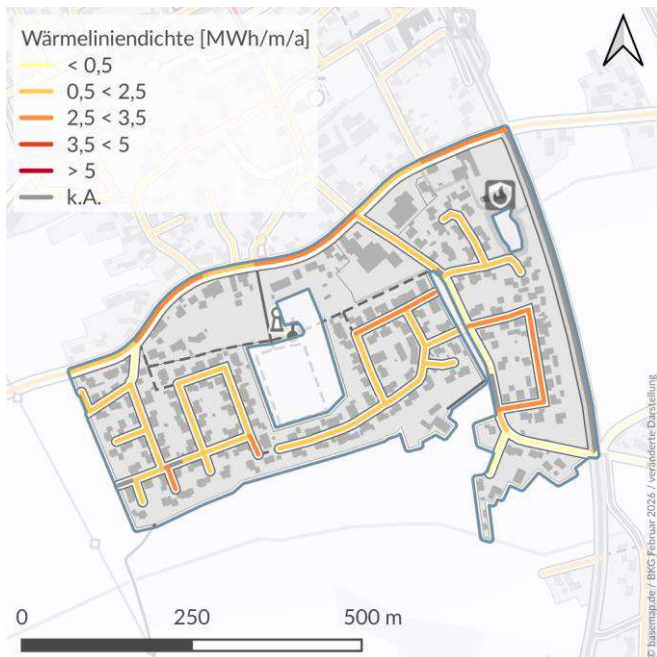 Wärmeliniendichte [MWh/m/a]
< 0,5
0,5 < 2,5
2,5 < 3,5
3,5 < 5
> 5
k.A.
0 250 500 m
© basemap.de / BKG Februar 2026 / veränderte Darstellung